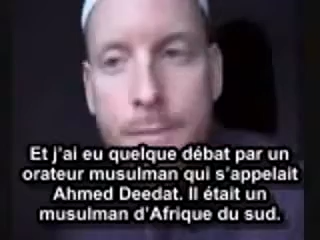 Et j'ai eu quelque débat par un
orateur musulman qui s'appelait
Ahmed Deedat. Il était un
musulman d'Afrique du sud.